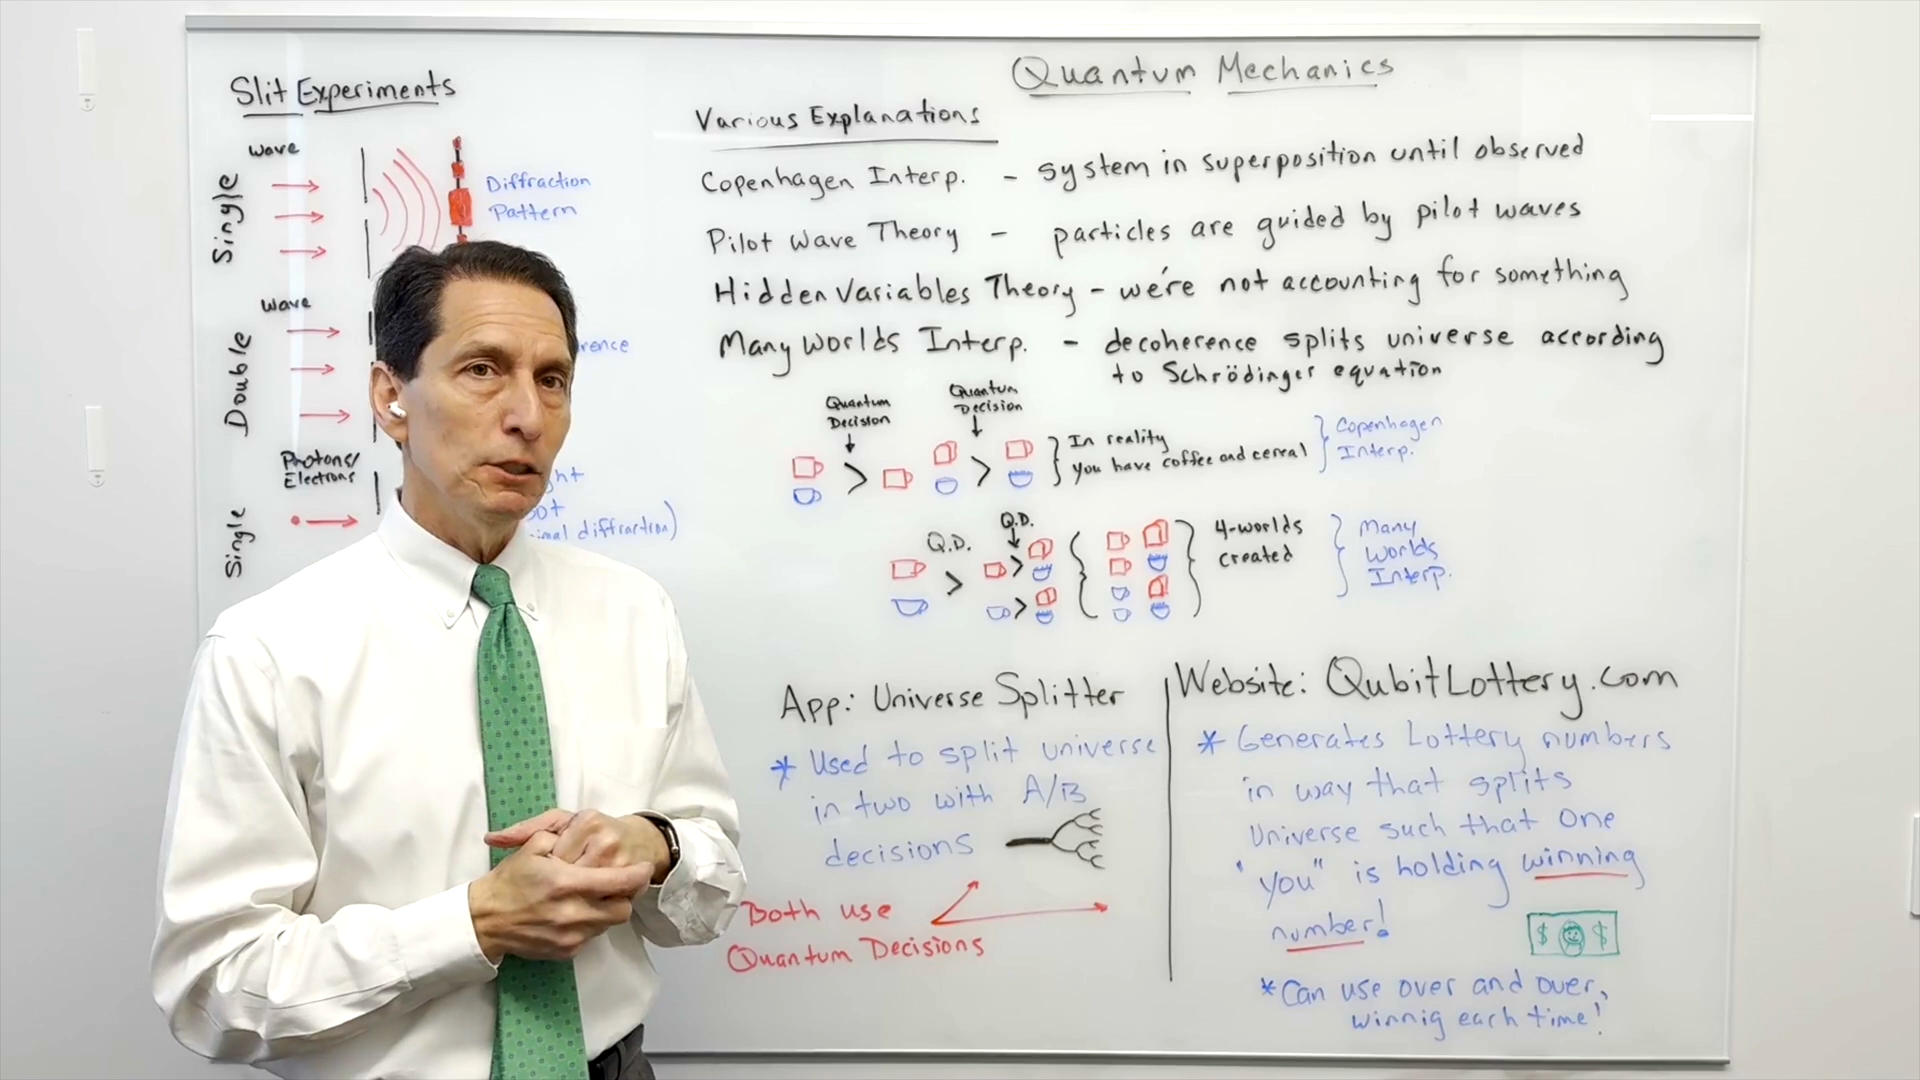 Slit Experiments
wave
Single
Diffraction
Pattern
wave
Double
Photons/
Electrons
Single
Quantum Mechanics
Various Explanations
Copenhagen Interp. - system in superposition until observed
Pilot Wave Theory - particles are guided by pilot waves
Hidden Variables Theory - we're not accounting for something
Many Worlds Interp. - decoherence splits universe according
to Schrödinger equation
Quantum
Decision
Quantum
Decision
In reality
you have coffee and cereal
Copenhagen
Interp.
Q.D.
Q.D.
4-worlds
created
Many
Worlds
Interp.
App: Universe Splitter
* Used to split universe
in two with A/B
decisions
Both use
Quantum Decisions
Website: QubitLottery.com
* Generates Lottery numbers
in way that splits
Universe such that one
"you" is holding winning
number!
$ $
* Can use over and over,
winnig each time!